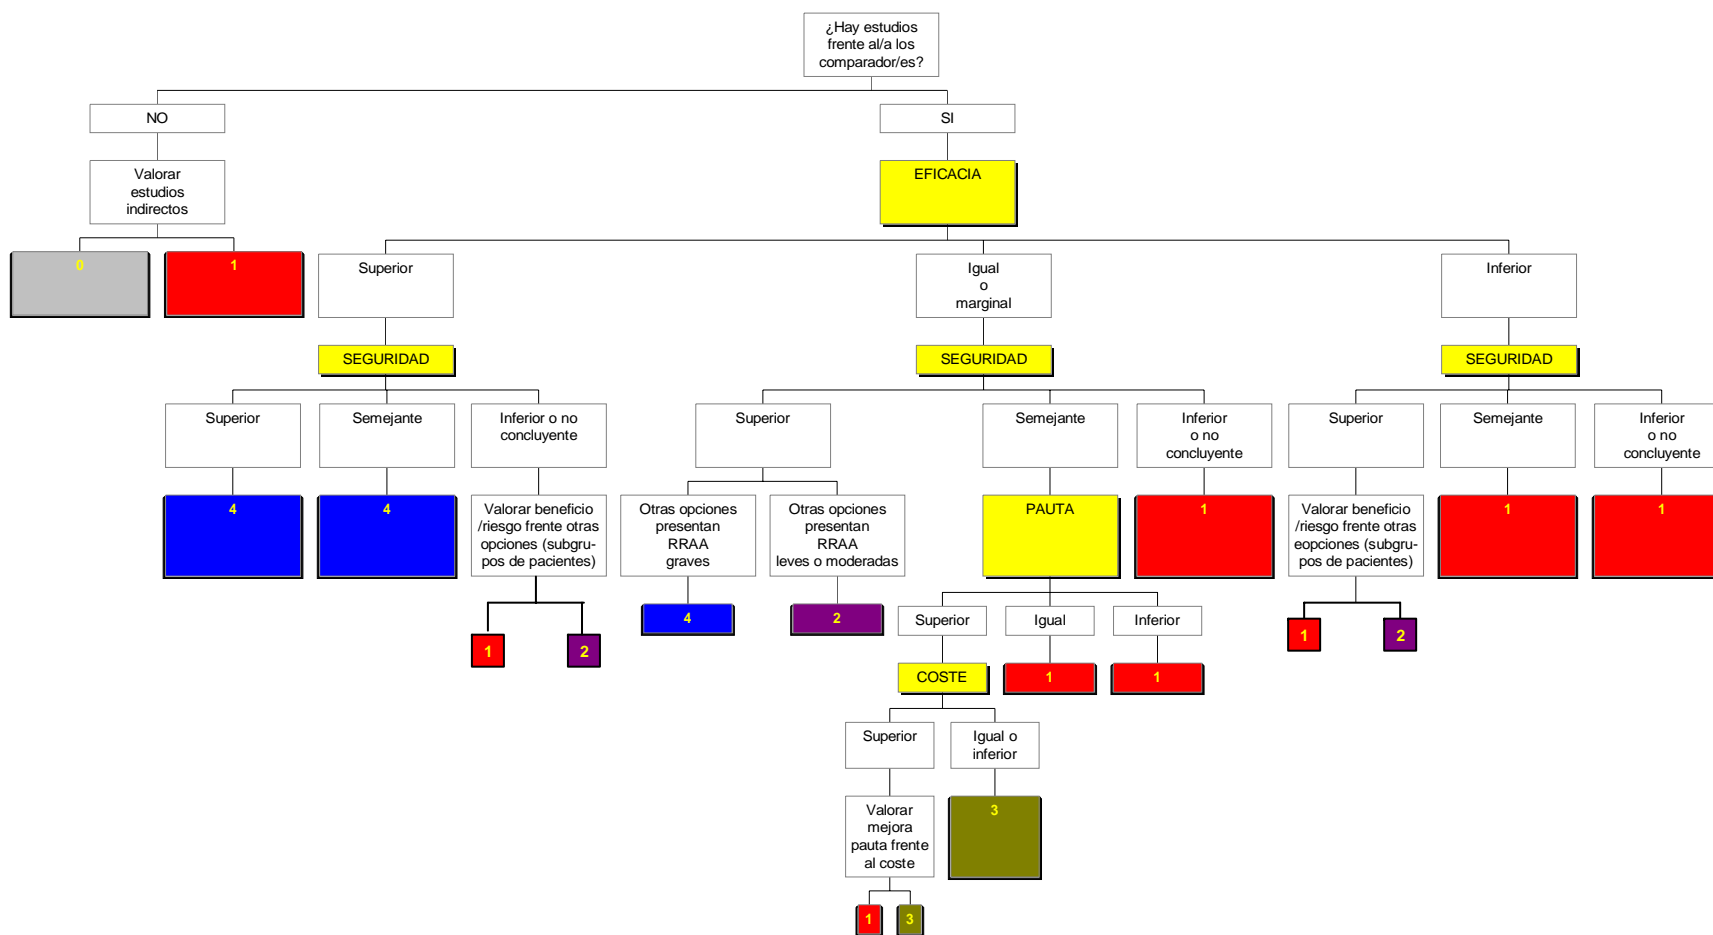 ¿Hay estudios
frente al/a los
comparador/es?
NO
SI
Valorar
estudios
indirectos
EFICACIA
0
1
Superior
Igual
o
marginal
Inferior
SEGURIDAD
SEGURIDAD
SEGURIDAD
Superior
Semejante
Inferior o no
concluyente
Superior
Semejante
Inferior
o no
concluyente
Superior
Semejante
Inferior
o no
concluyente
4
4
Valorar beneficio
/riesgo frente otras
opciones (subgru-
pos de pacientes)
Otras opciones
presentan
RRAA
graves
Otras opciones
presentan
RRAA
leves o moderadas
PAUTA
1
Valorar beneficio
/riesgo frente otras
eopciones (subgru-
pos de pacientes)
1
1
1
2
4
2
Superior
Igual
Inferior
1
2
COSTE
1
1
Superior
Igual o
inferior
Valorar
mejora
pauta frente
al coste
3
1
3